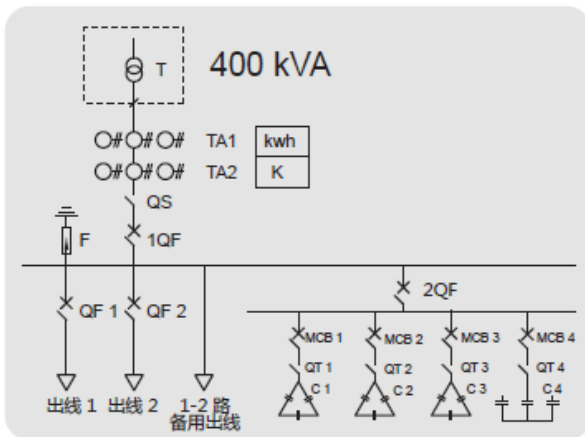 T 400 kVA
TA1 kwh
TA2 K
QS
F 1QF
2QF
QF 1 QF 2
MCB 1 MCB 2 MCB 3 MCB 4
QT 1 QT 2 QT 3 QT 4
C 1 C 2 C 3 C 4
出线 1 出线 2 1-2 路
备用出线